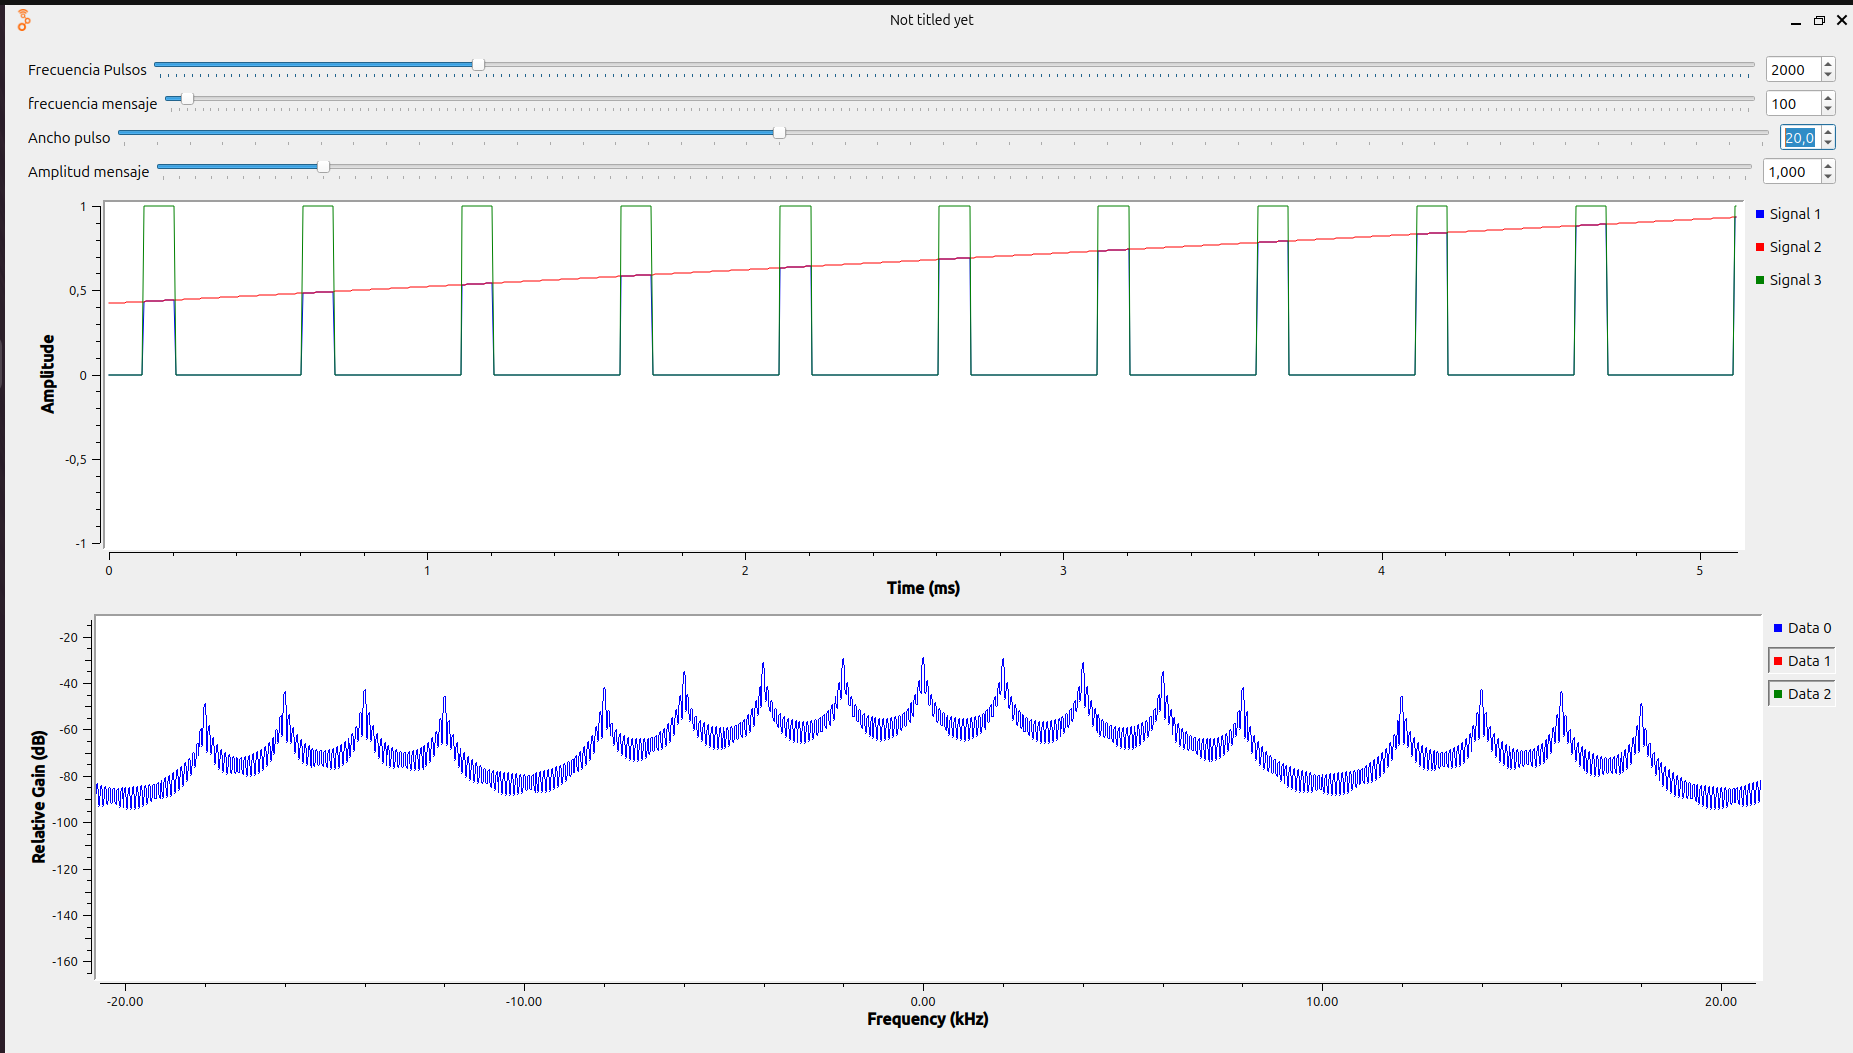 Not titled yet
Frecuencia Pulsos 2000
frecuencia mensaje 100
Ancho pulso 20,0
Amplitud mensaje 1,000
1
0,5
0
-0,5
-1
Amplitude
Signal 1
Signal 2
Signal 3
0 1 2 3 4 5
Time (ms)
-20
-40
-60
-80
-100
-120
-140
-160
Relative Gain (dB)
Data 0
Data 1
Data 2
-20.00 -10.00 0.00 10.00 20.00
Frequency (kHz)